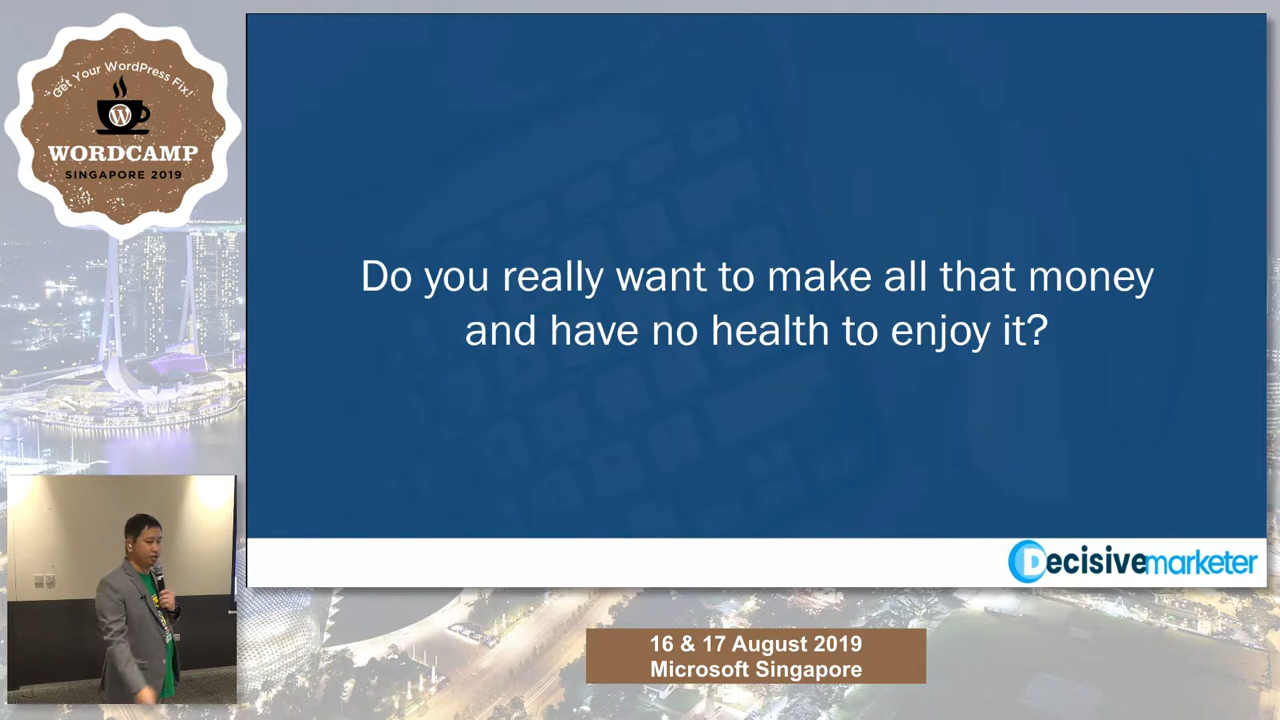 Get Your WordPress Fix!
WORDCAMP
SINGAPORE 2019
Do you really want to make all that money
and have no health to enjoy it?
Decisivemarketer
16 & 17 August 2019
Microsoft Singapore